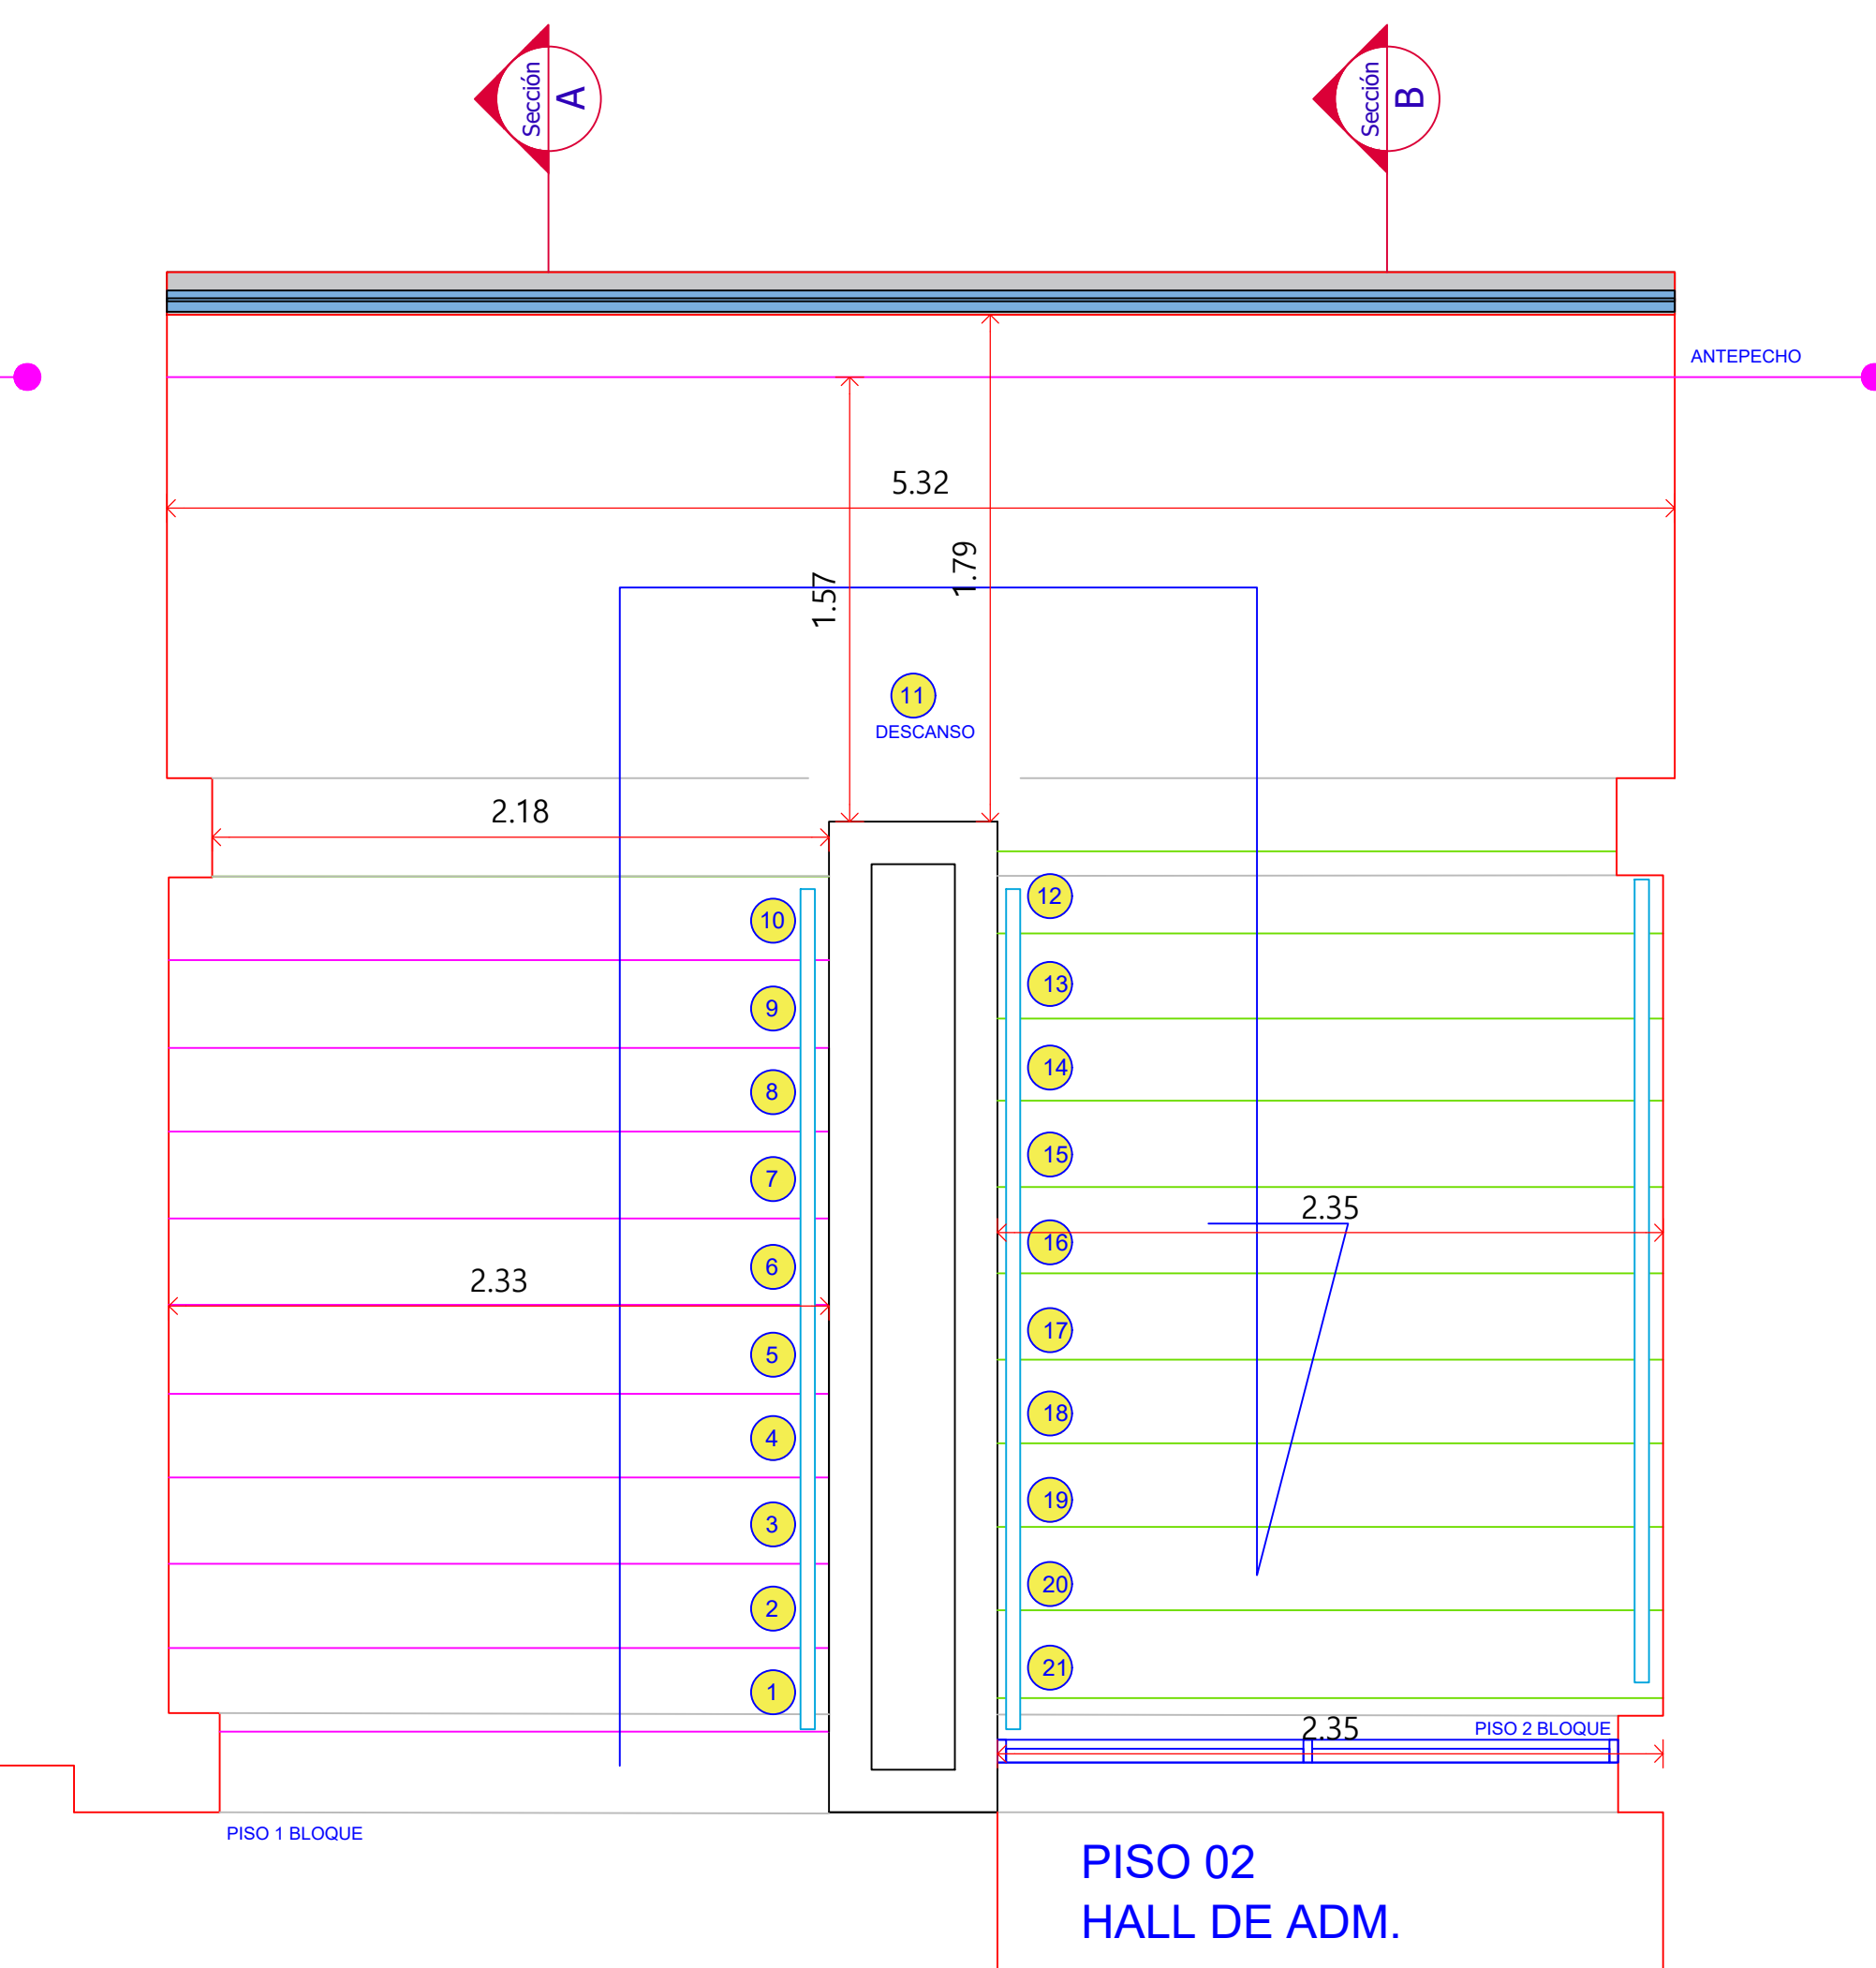 Sección
A
Sección
B
ANTEPECHO
5.32
1.57
1.79
11
DESCANSO
2.18
10
12
9
13
8
14
7
15
2.35
6
16
2.33
5
17
4
18
3
19
2
20
1
21
2.35
PISO 2 BLOQUE
PISO 1 BLOQUE
PISO 02
HALL DE ADM.